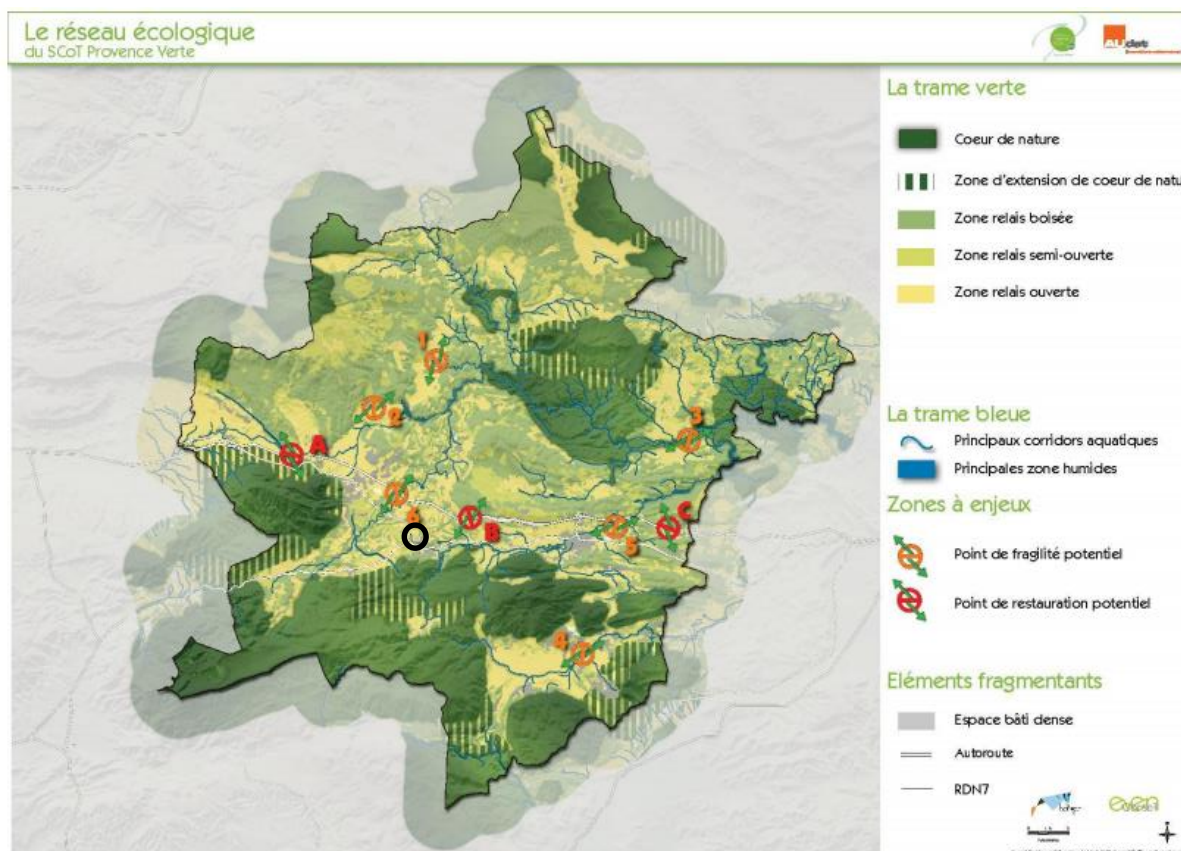 Le réseau écologique
du SCoT Provence Verte
La trame verte
Coeur de nature
Zone d'extension de coeur de natu
Zone relais boisée
Zone relais semi-ouverte
Zone relais ouverte
La trame bleue
Principaux corridors aquatiques
Principales zone humides
Zones à enjeux
Point de fragilité potentiel
Point de restauration potentiel
Eléments fragmentants
Espace bâti dense
Autoroute
RDN7
1
2
3
A
6
B
5
C
4